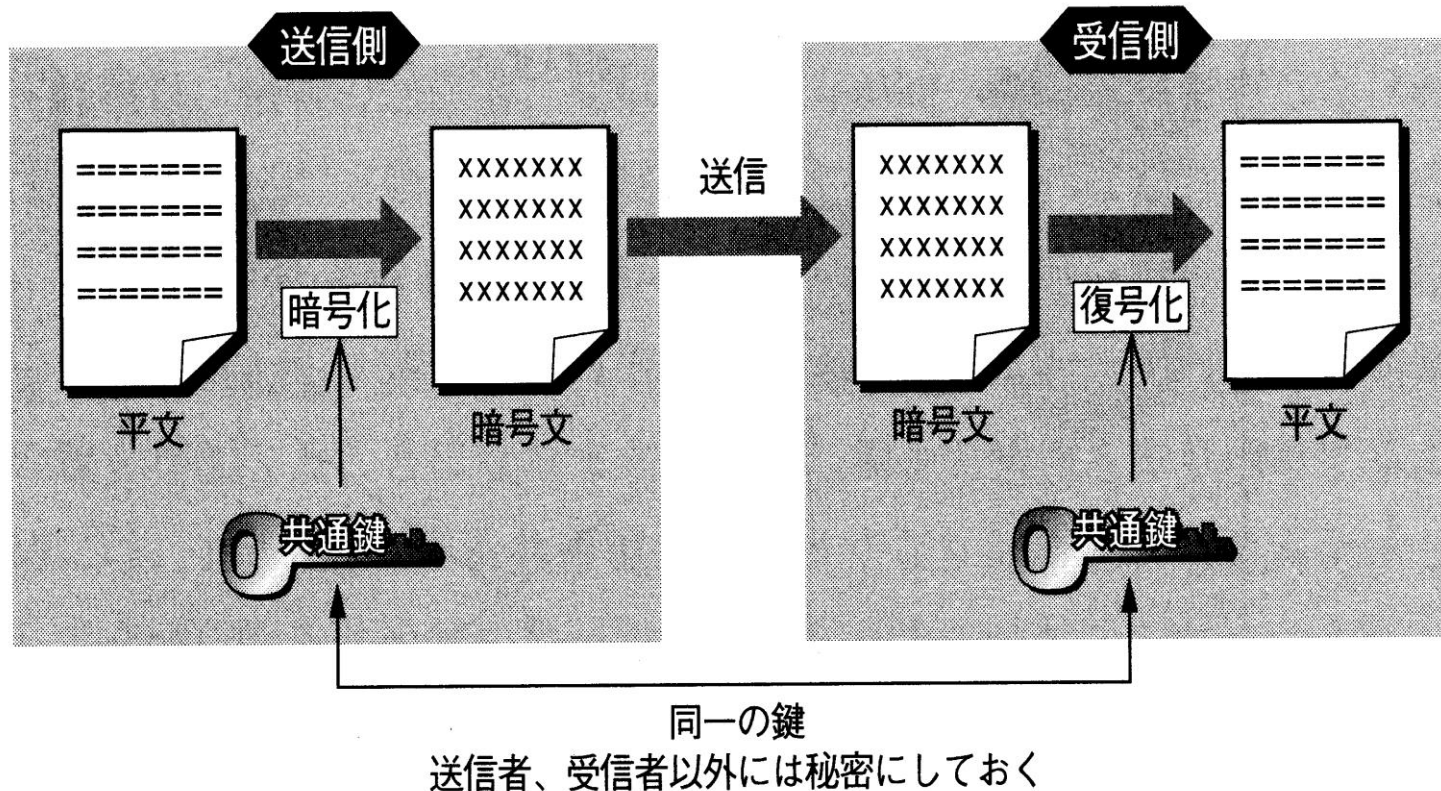 送信側
受信側
=======
=======
=======
=======
XXXXXXX
XXXXXXX
XXXXXXX
XXXXXXX
送信
XXXXXXX
XXXXXXX
XXXXXXX
XXXXXXX
=======
=======
=======
=======
暗号化
復号化
平文
暗号文
暗号文
平文
共通鍵
共通鍵
同一の鍵
送信者、受信者以外には秘密にしておく